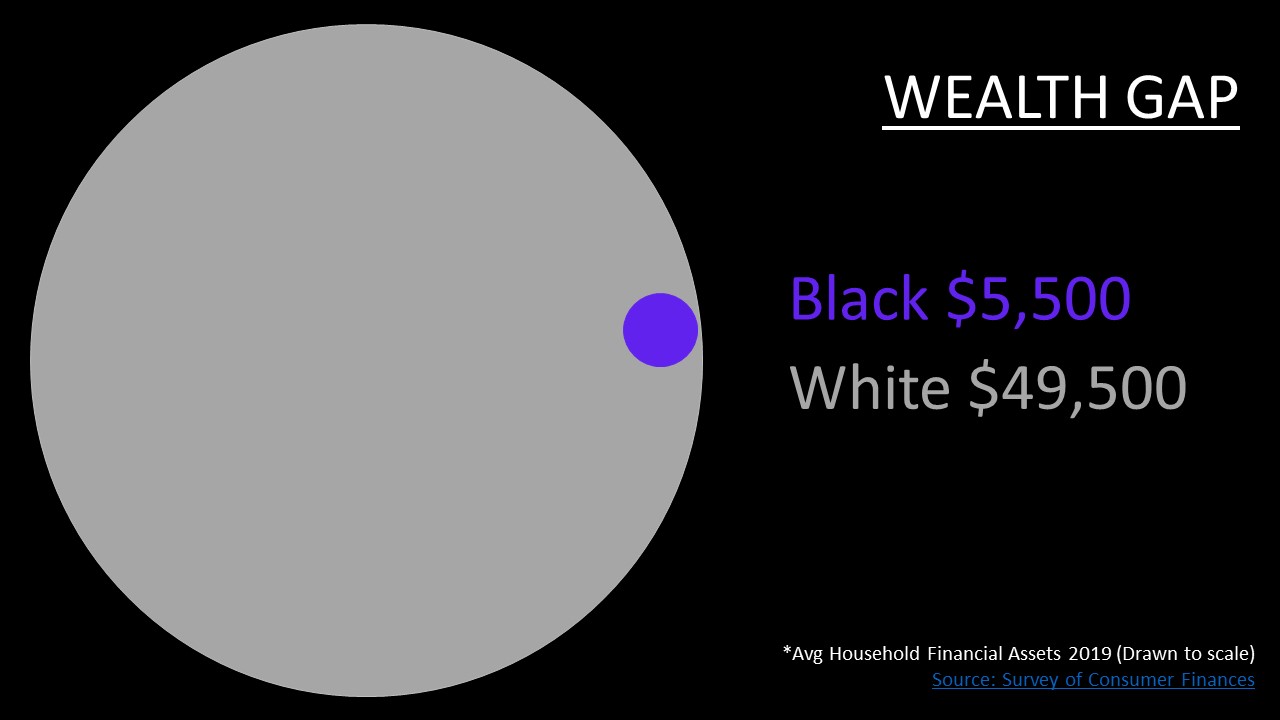 WEALTH GAP
Black $5,500
White $49,500
*Avg Household Financial Assets 2019 (Drawn to scale)
Source: Survey of Consumer Finances